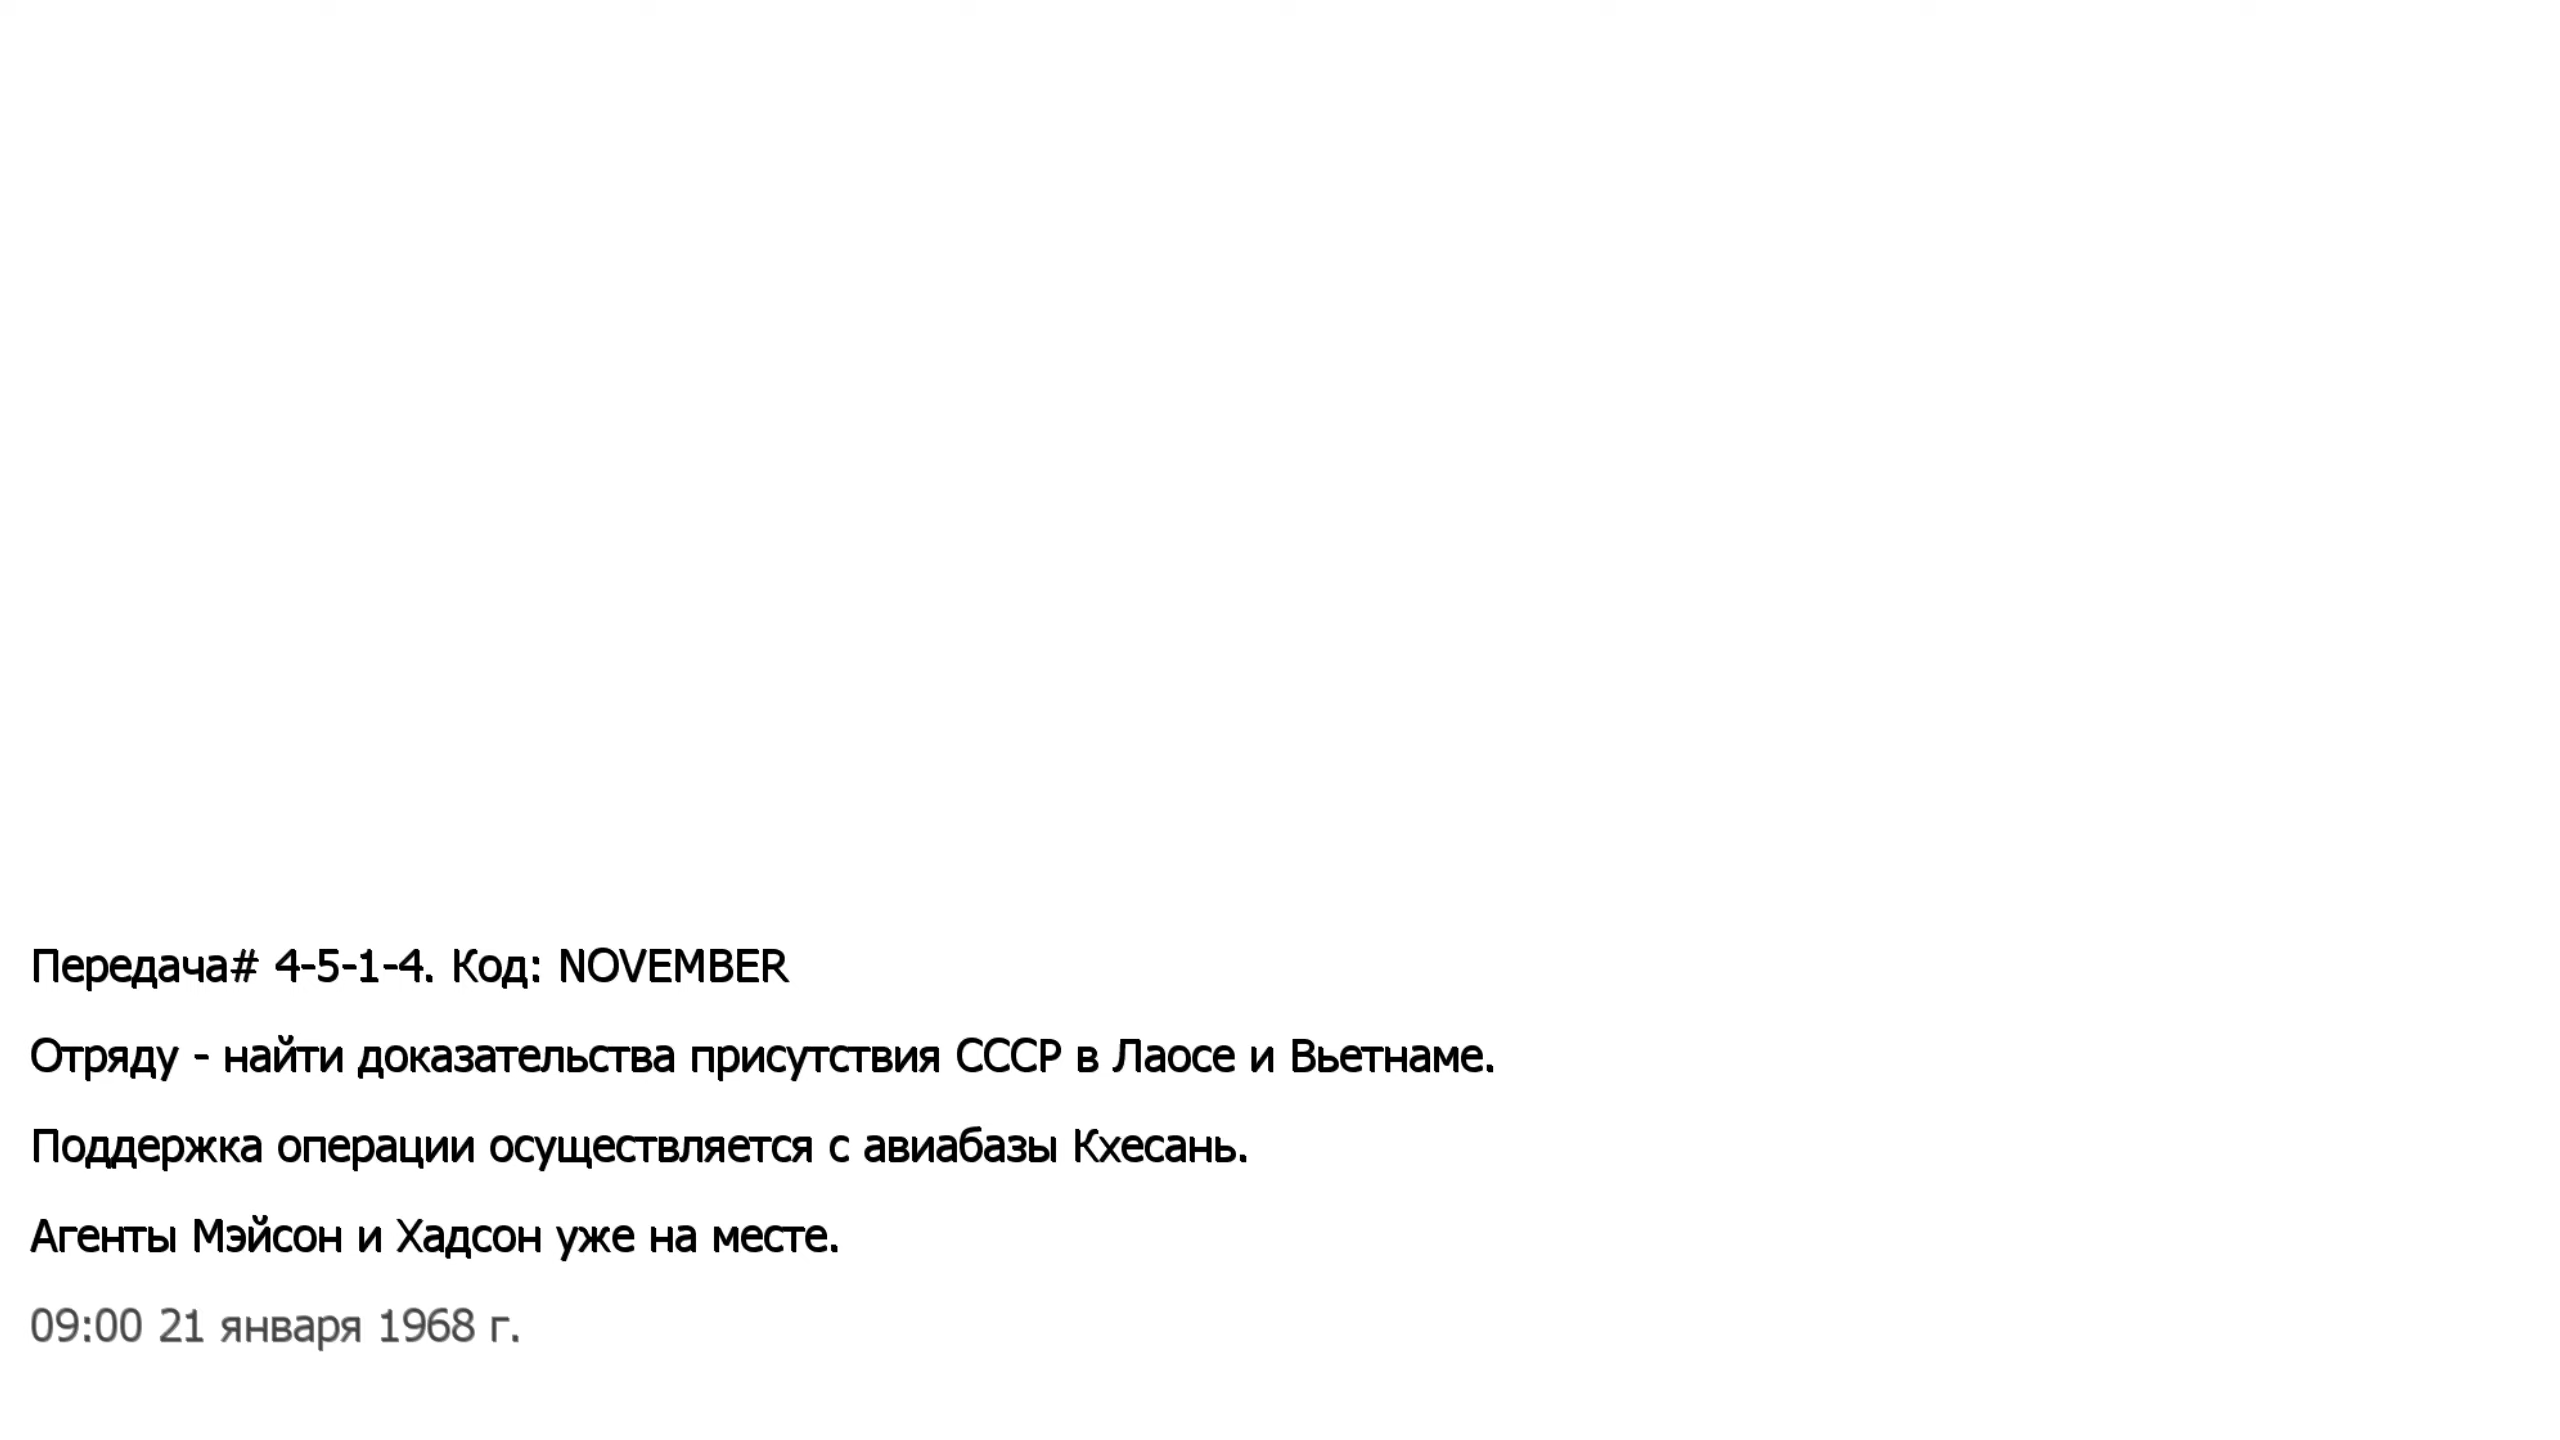 Передача# 4-5-1-4. Код: NOVEMBER
Отряду - найти доказательства присутствия СССР в Лаосе и Вьетнаме.
Поддержка операции осуществляется с авиабазы Кхесань.
Агенты Мэйсон и Хадсон уже на месте.
09:00 21 января 1968 г.